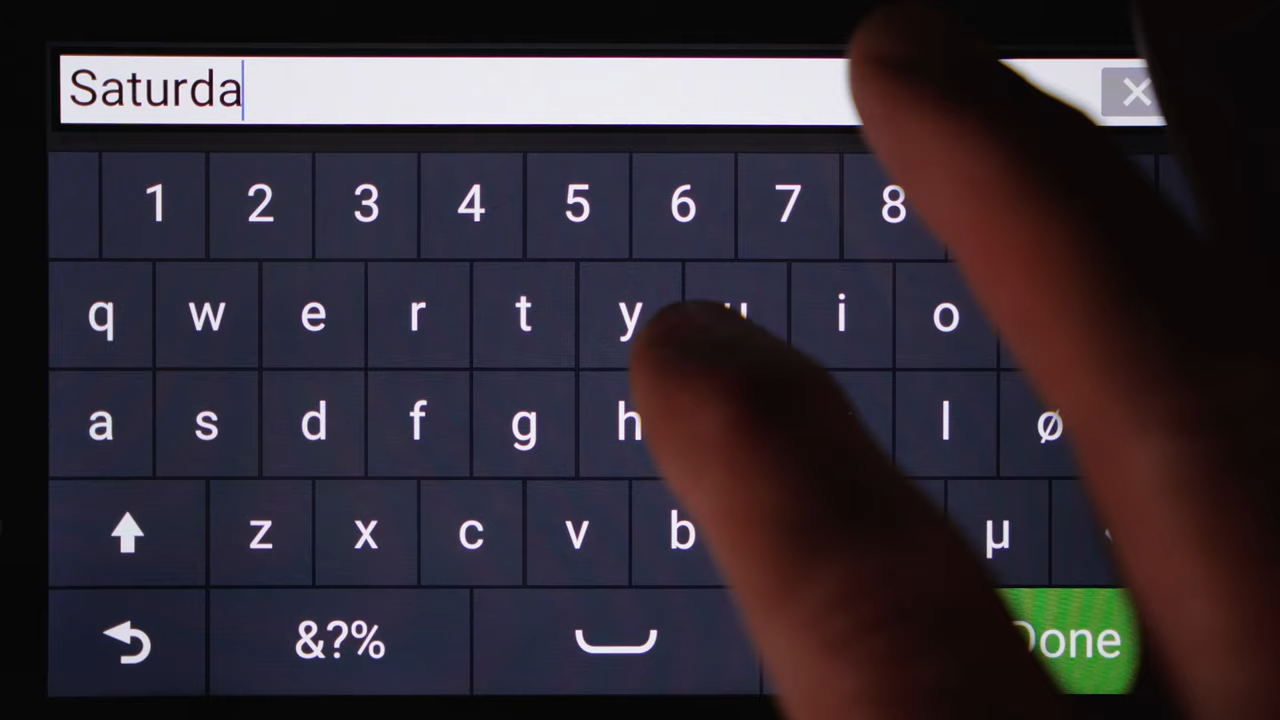 Saturda
1 2 3 4 5 6 7 8
q w e r t y u i o
a s d f g h l ø
z x c v b µ
&?% Done